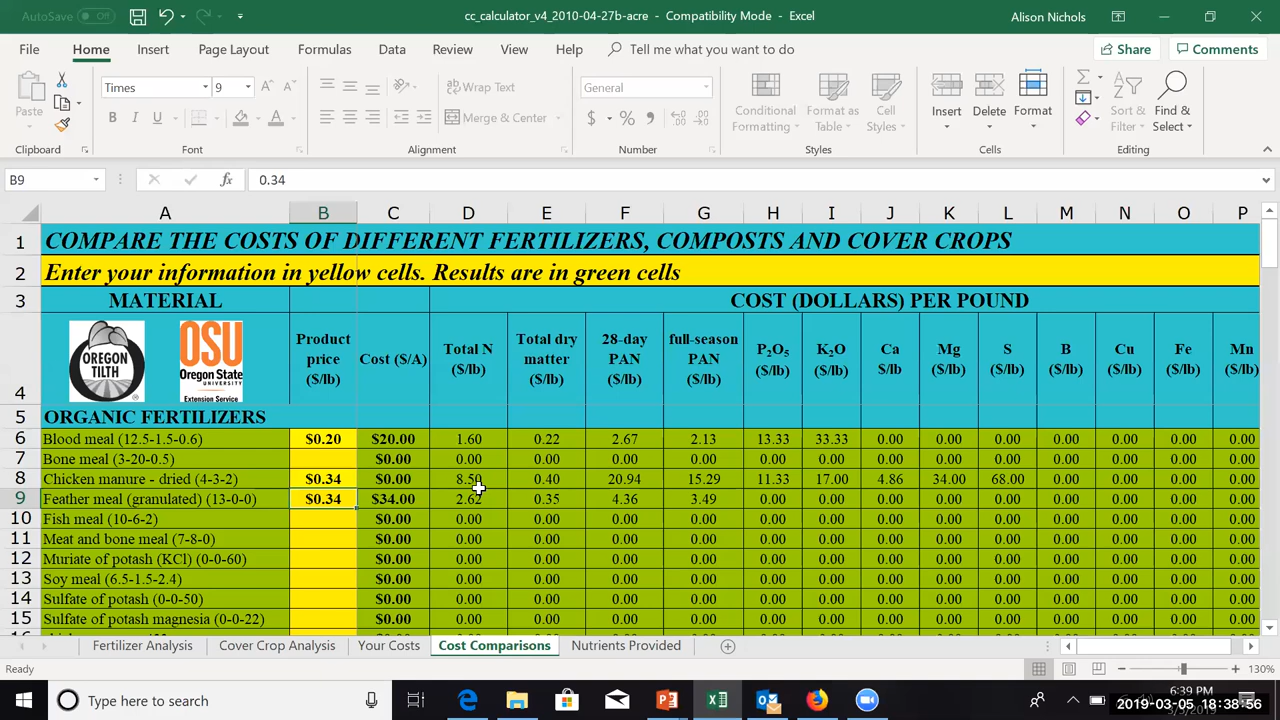 AutoSave Off
cc_calculator_v4_2010-04-27b-acre - Compatibility Mode - Excel
Alison Nichols
File Home Insert Page Layout Formulas Data Review View Help Tell me what you want to do Share Comments
Paste
Times 9
Wrap Text
Merge & Center
General
Conditional Formatting
Format as Table
Cell Styles
Insert Delete Format
Sort & Filter
Find & Select
Clipboard Font Alignment Number Styles Cells Editing
B9 fx 0.34
A B C D E F G H I J K L M N O P
1 COMPARE THE COSTS OF DIFFERENT FERTILIZERS, COMPOSTS AND COVER CROPS
2 Enter your information in yellow cells. Results are in green cells
3 MATERIAL COST (DOLLARS) PER POUND
4 OREGON TILTH OSU Oregon State UNIVERSITY Extension Service Product price ($/lb) Cost ($/A) Total N ($/lb) Total dry matter ($/lb) 28-day PAN ($/lb) full-season PAN ($/lb) P2O5 ($/lb) K2O ($/lb) Ca $/lb Mg ($/lb) S ($/lb) B ($/lb) Cu ($/lb) Fe ($/lb) Mn ($/lb)
5 ORGANIC FERTILIZERS
6 Blood meal (12.5-1.5-0.6) $0.20 $20.00 1.60 0.22 2.67 2.13 13.33 33.33 0.00 0.00 0.00 0.00 0.00 0.00 0.00
7 Bone meal (3-20-0.5) $0.00 0.00 0.00 0.00 0.00 0.00 0.00 0.00 0.00 0.00 0.00 0.00 0.00 0.00
8 Chicken manure - dried (4-3-2) $0.34 $0.00 8.50 0.40 20.94 15.29 11.33 17.00 4.86 34.00 68.00 0.00 0.00 0.00 0.00
9 Feather meal (granulated) (13-0-0) $0.34 $34.00 2.62 0.35 4.36 3.49 0.00 0.00 0.00 0.00 0.00 0.00 0.00 0.00 0.00
10 Fish meal (10-6-2) $0.00 0.00 0.00 0.00 0.00 0.00 0.00 0.00 0.00 0.00 0.00 0.00 0.00 0.00
11 Meat and bone meal (7-8-0) $0.00 0.00 0.00 0.00 0.00 0.00 0.00 0.00 0.00 0.00 0.00 0.00 0.00 0.00
12 Muriate of potash (KCl) (0-0-60) $0.00 0.00 0.00 0.00 0.00 0.00 0.00 0.00 0.00 0.00 0.00 0.00 0.00 0.00
13 Soy meal (6.5-1.5-2.4) $0.00 0.00 0.00 0.00 0.00 0.00 0.00 0.00 0.00 0.00 0.00 0.00 0.00 0.00
14 Sulfate of potash (0-0-50) $0.00 0.00 0.00 0.00 0.00 0.00 0.00 0.00 0.00 0.00 0.00 0.00 0.00 0.00
15 Sulfate of potash magnesia (0-0-22) $0.00 0.00 0.00 0.00 0.00 0.00 0.00 0.00 0.00 0.00 0.00 0.00 0.00 0.00
Fertilizer Analysis Cover Crop Analysis Your Costs Cost Comparisons Nutrients Provided
Ready 130%
Type here to search
6:39 PM
2019-03-05 18:38:56